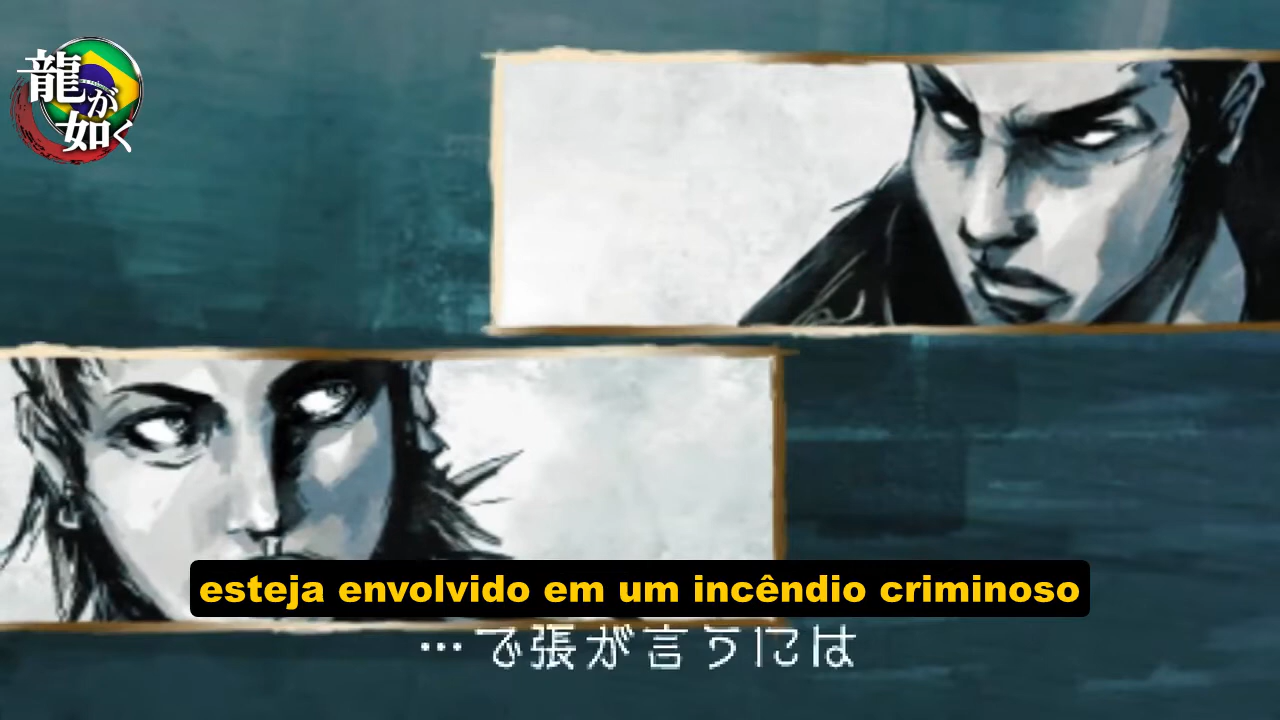 龍が
如く
esteja envolvido em um incêndio criminoso
…で張が言うには